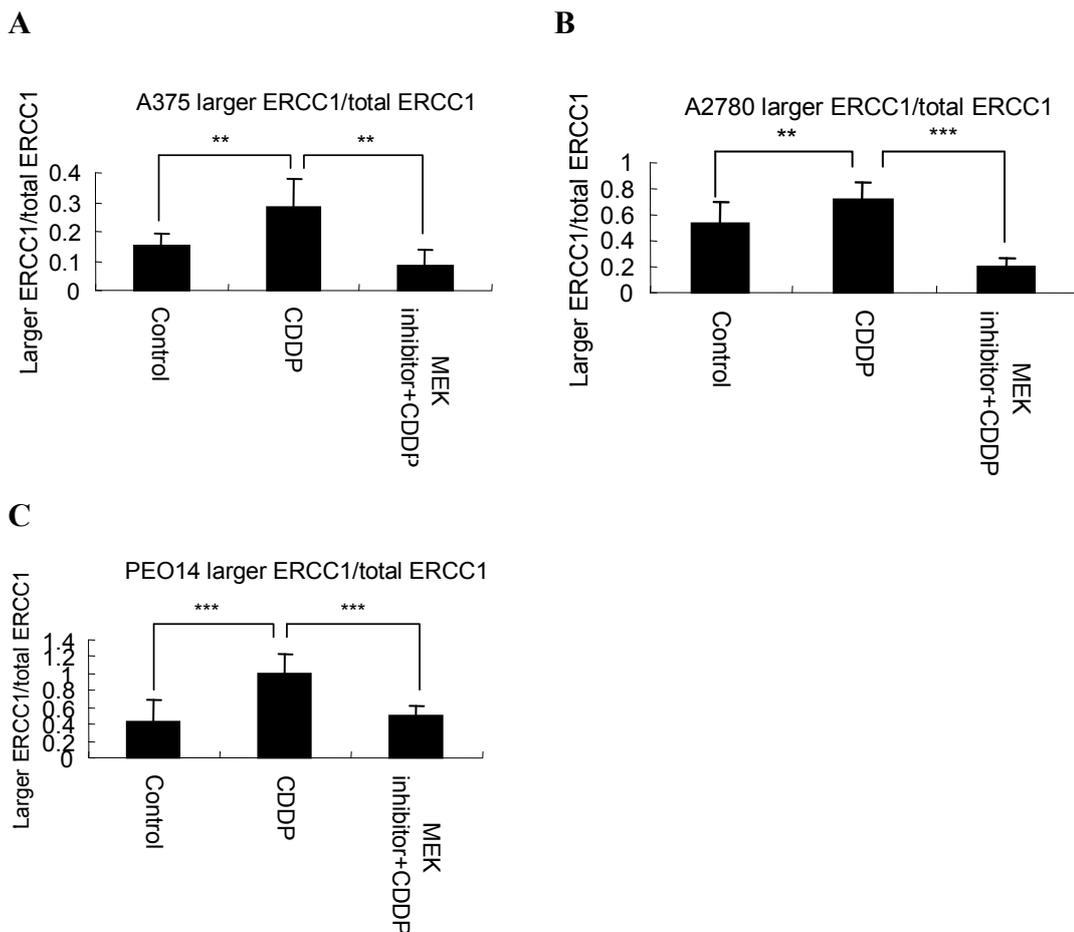 A
A375 larger ERCC1/total ERCC1
** **
Larger ERCC1/total ERCC1
0.4
0.3
0.2
0.1
0
Control
CDDP
MEK
inhibitor+CDDP
B
A2780 larger ERCC1/total ERCC1
** ***
Larger ERCC1/total ERCC1
1
0.8
0.6
0.4
0.2
0
Control
CDDP
MEK
inhibitor+CDDP
C
PEO14 larger ERCC1/total ERCC1
*** ***
Larger ERCC1/total ERCC1
1.4
1.2
1
0.8
0.6
0.4
0.2
0
Control
CDDP
MEK
inhibitor+CDDP